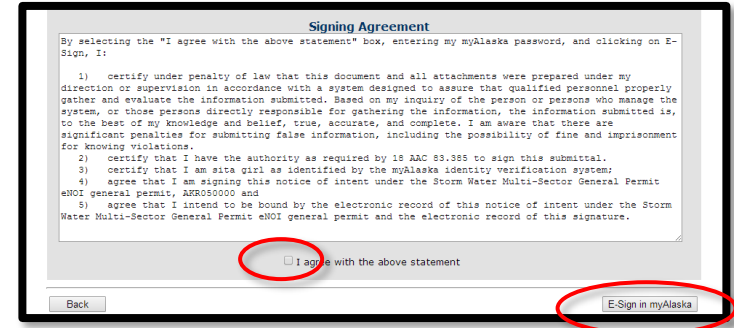 Signing Agreement
By selecting the "I agree with the above statement" box, entering my myAlaska password, and clicking on E-
Sign, I:
1) certify under penalty of law that this document and all attachments were prepared under my
direction or supervision in accordance with a system designed to assure that qualified personnel properly
gather and evaluate the information submitted. Based on my inquiry of the person or persons who manage the
system, or those persons directly responsible for gathering the information, the information submitted is,
to the best of my knowledge and belief, true, accurate, and complete. I am aware that there are
significant penalties for submitting false information, including the possibility of fine and imprisonment
for knowing violations.
2) certify that I have the authority as required by 18 AAC 83.385 to sign this submittal.
3) certify that I am sita girl as identified by the myAlaska identity verification system;
4) agree that I am signing this notice of intent under the Storm Water Multi-Sector General Permit
eNOI general permit, AKR050000 and
5) agree that I intend to be bound by the electronic record of this notice of intent under the Storm
Water Multi-Sector General Permit eNOI general permit and the electronic record of this signature.
I agree with the above statement
Back
E-Sign in myAlaska